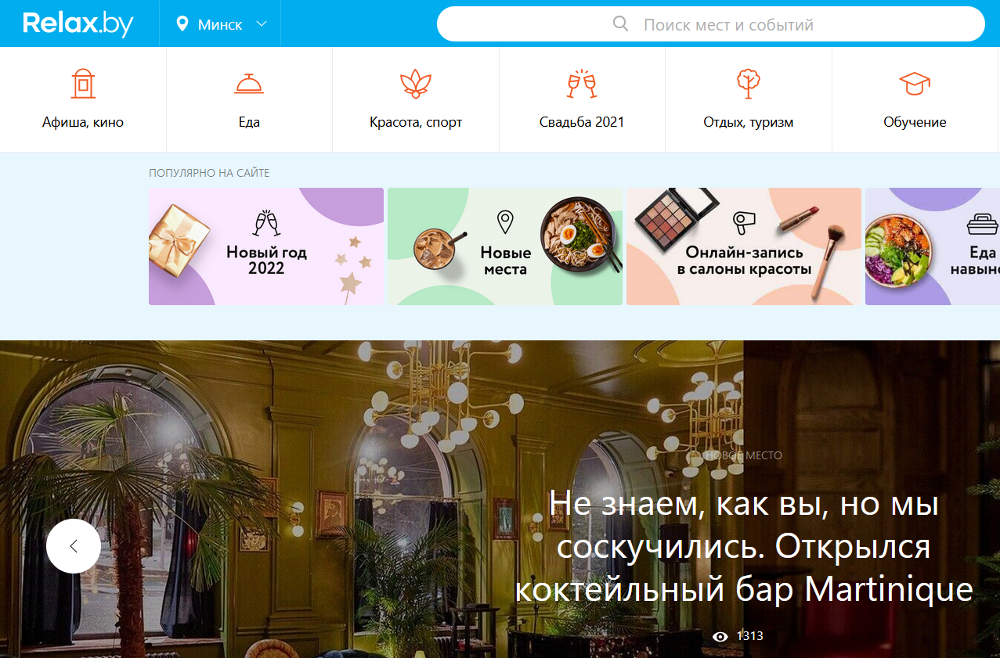 Relax.by
Минск
Поиск мест и событий
Афиша, кино
Еда
Красота, спорт
Свадьба 2021
Отдых, туризм
Обучение
ПОПУЛЯРНО НА САЙТЕ
Новый год
2022
Новые
места
Онлайн-запись
в салоны красоты
Еда
НОВОЕ МЕСТО
Не знаем, как вы, но мы
соскучились. Открылся
коктейльный бар Martinique
1313